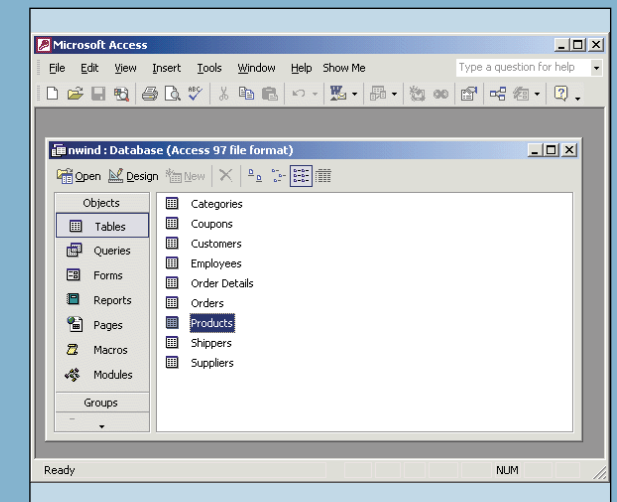 Microsoft Access
File Edit View Insert Tools Window Help Show Me Type a question for help
nwind : Database (Access 97 file format)
Open Design New
Objects
Tables
Queries
Forms
Reports
Pages
Macros
Modules
Groups
Categories
Coupons
Customers
Employees
Order Details
Orders
Products
Shippers
Suppliers
Ready NUM